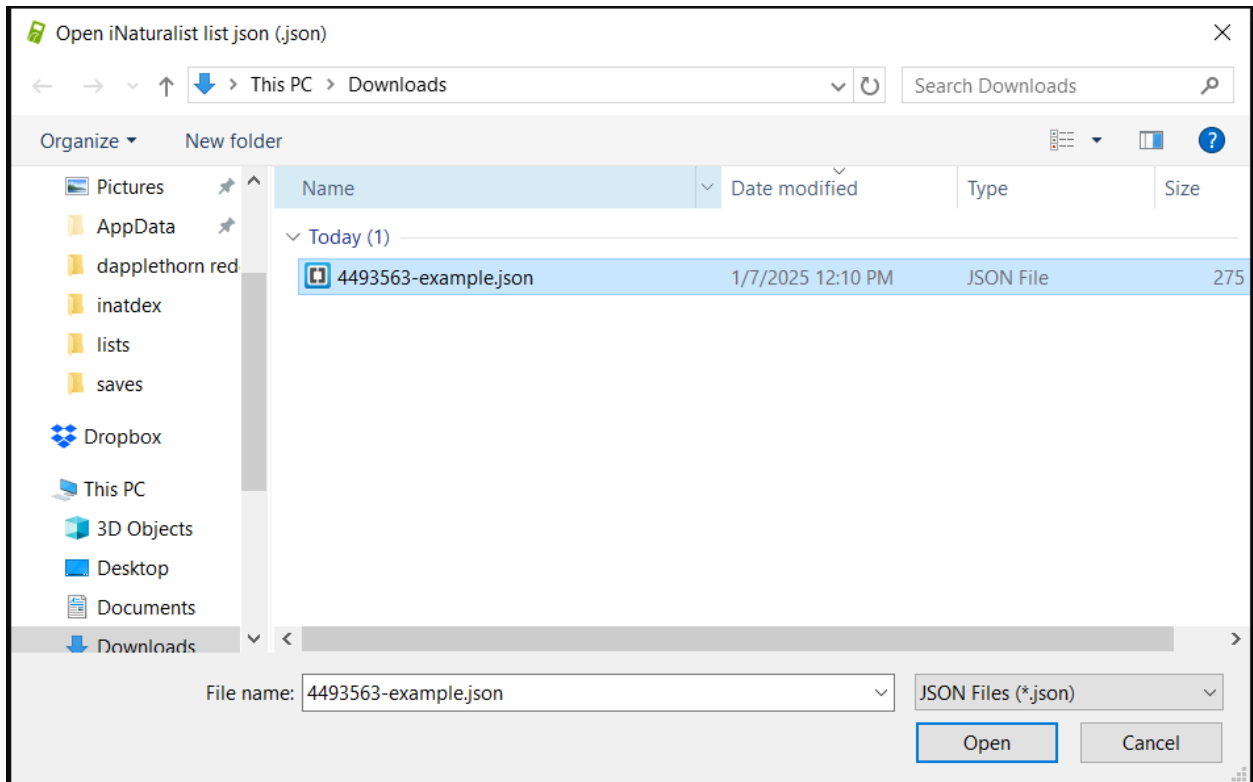 Open iNaturalist list json (.json)
This PC > Downloads
Search Downloads
Organize
New folder
?
Name
Date modified
Type
Size
Pictures
AppData
dapplethorn red
inatdex
lists
saves
Dropbox
This PC
3D Objects
Desktop
Documents
Downloads
Today (1)
4493563-example.json 1/7/2025 12:10 PM JSON File 275
File name: 4493563-example.json
JSON Files (*.json)
Open
Cancel